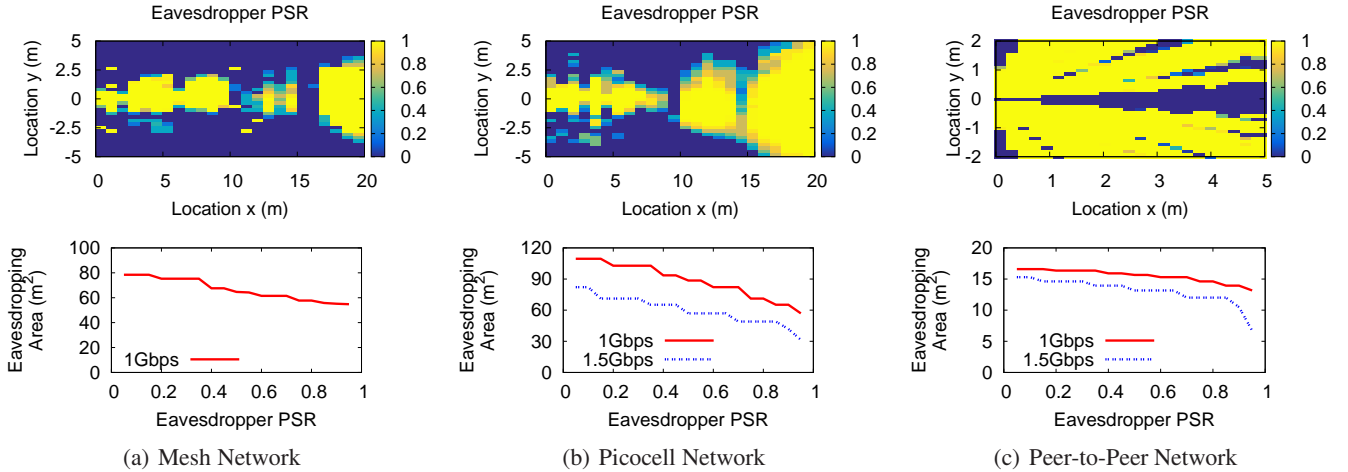 Eavesdropper PSR
Location y (m)
5
2.5
0
-2.5
-5
0 5 10 15 20
Location x (m)
1
0.8
0.6
0.4
0.2
0
Eavesdropping
Area (m²)
100
80
60
40
20
0
1Gbps
0 0.2 0.4 0.6 0.8 1
Eavesdropper PSR
(a) Mesh Network
Eavesdropper PSR
Location y (m)
5
2.5
0
-2.5
-5
0 5 10 15 20
Location x (m)
1
0.8
0.6
0.4
0.2
0
Eavesdropping
Area (m²)
120
90
60
30
0
1Gbps
1.5Gbps
0 0.2 0.4 0.6 0.8 1
Eavesdropper PSR
(b) Picocell Network
Eavesdropper PSR
Location y (m)
2
1
0
-1
-2
0 1 2 3 4 5
Location x (m)
1
0.8
0.6
0.4
0.2
0
Eavesdropping
Area (m²)
20
15
10
5
0
1Gbps
1.5Gbps
0 0.2 0.4 0.6 0.8 1
Eavesdropper PSR
(c) Peer-to-Peer Network